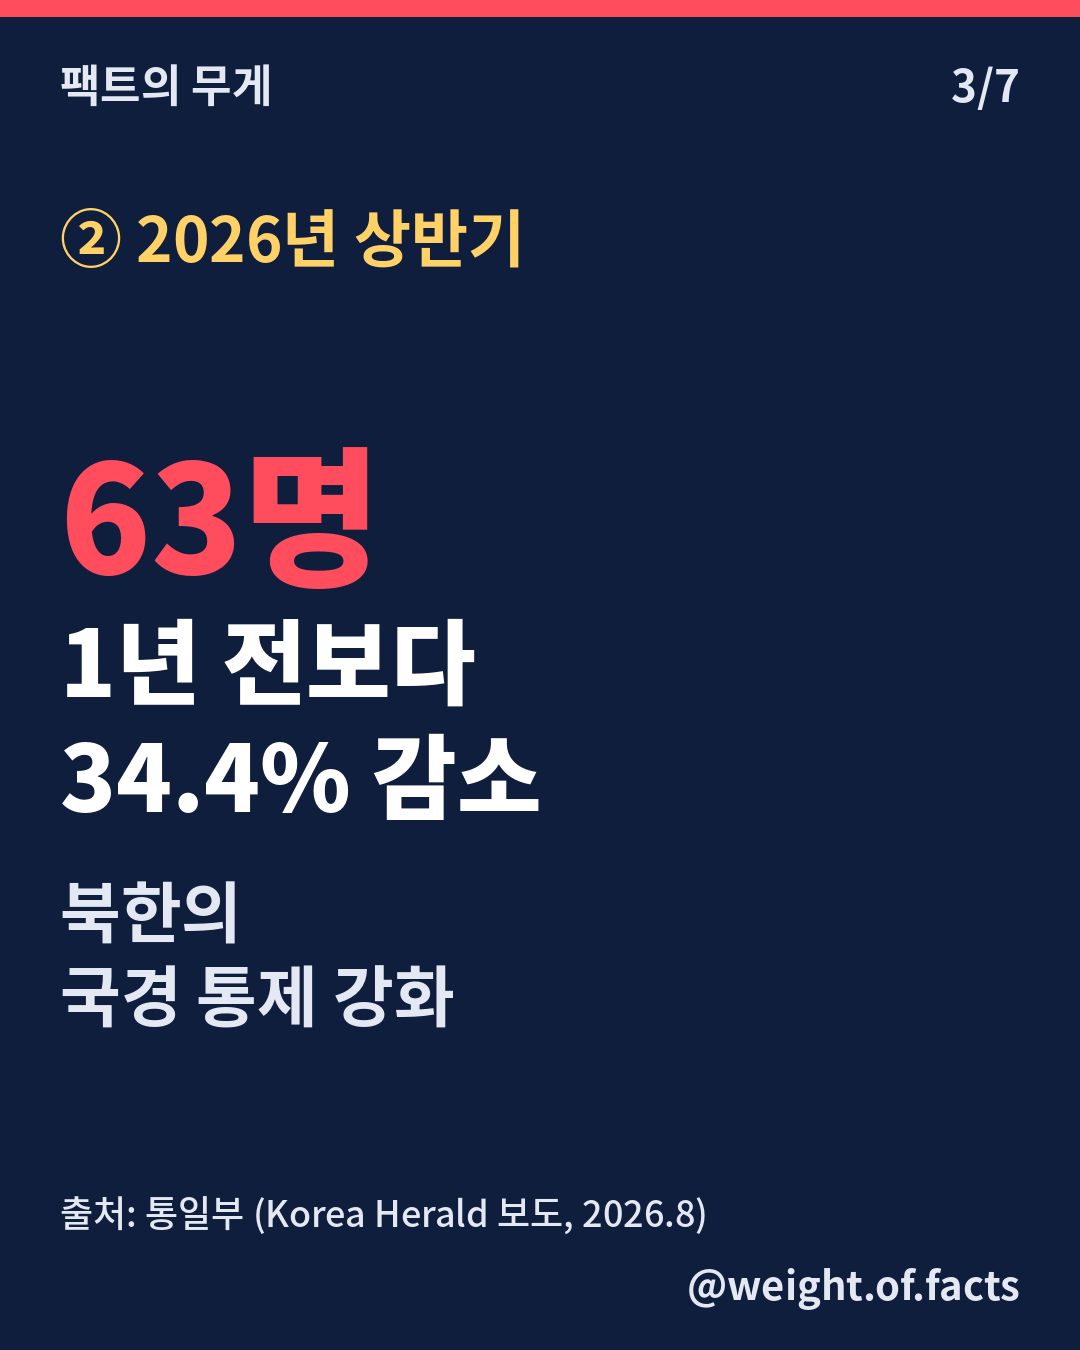 팩트의 무게
3/7
② 2026년 상반기
63명
1년 전보다
34.4% 감소
북한의
국경 통제 강화
출처: 통일부 (Korea Herald 보도, 2026.8)
@weight.of.facts